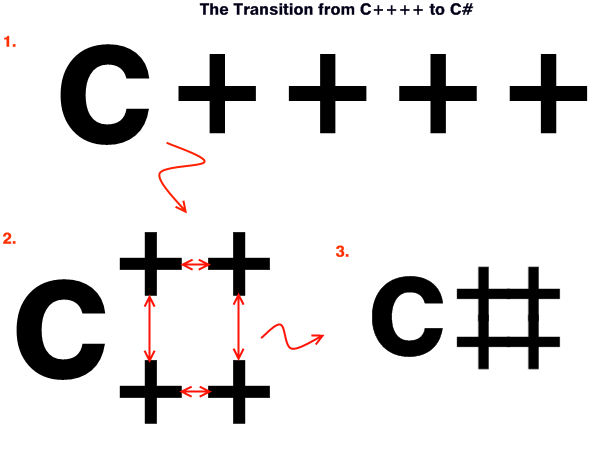 The Transition from C++++ to C#
1.
C + + + +
2.
C + +
+ +
3.
C#